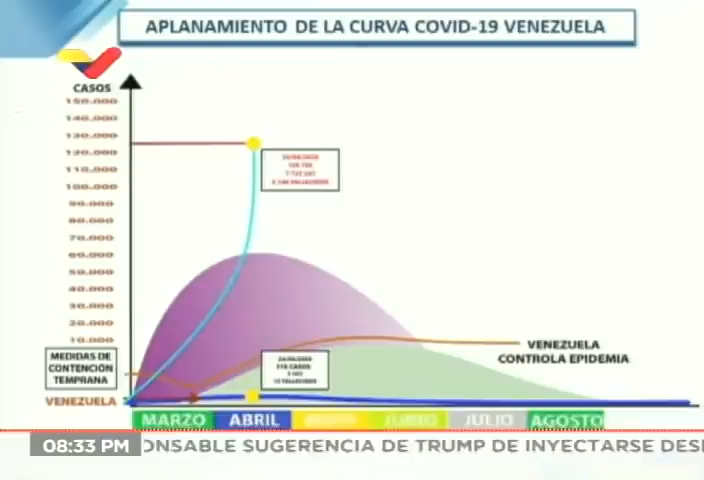 APLANAMIENTO DE LA CURVA COVID-19 VENEZUELA
CASOS
150.000
140.000
130.000
120.000
110.000
100.000
90.000
80.000
70.000
60.000
50.000
40.000
30.000
20.000
10.000
MEDIDAS DE
CONTENCIÓN
TEMPRANA
VENEZUELA
VENEZUELA
CONTROLA EPIDEMIA
MARZO
ABRIL
JUNIO
JULIO
AGOSTO
08:33 PM
ONSABLE SUGERENCIA DE TRUMP DE INYECTARSE DES